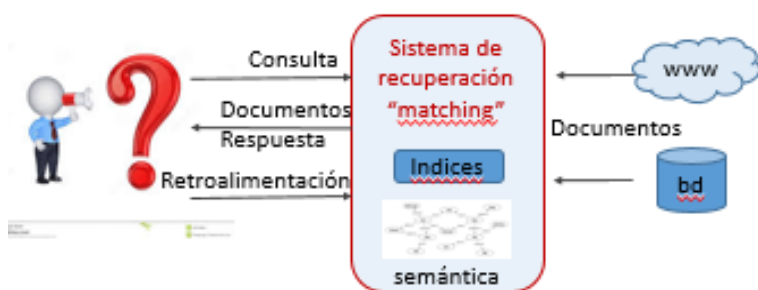 Consulta
Documentos
Respuesta
Retroalimentación
Sistema de
recuperación
“matching”
Indices
semántica
www
Documentos
bd